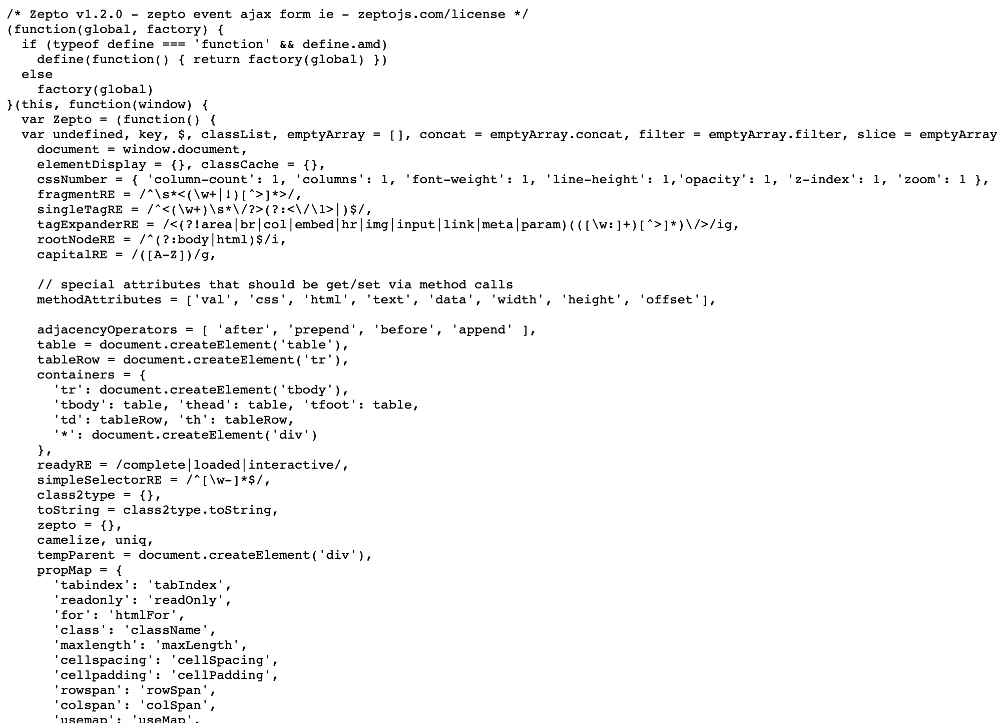 /* Zepto v1.2.0 - zepto event ajax form ie - zeptojs.com/license */
(function(global, factory) {
  if (typeof define === 'function' && define.amd)
    define(function() { return factory(global) })
  else
    factory(global)
}(this, function(window) {
  var Zepto = (function() {
  var undefined, key, $, classList, emptyArray = [], concat = emptyArray.concat, filter = emptyArray.filter, slice = emptyArray
    document = window.document,
    elementDisplay = {}, classCache = {},
    cssNumber = { 'column-count': 1, 'columns': 1, 'font-weight': 1, 'line-height': 1,'opacity': 1, 'z-index': 1, 'zoom': 1 },
    fragmentRE = /^\s*<(\w+|!)[^>]*>/,
    singleTagRE = /^<(\w+)\s*\/?>(?:<\/\1>|)$/,
    tagExpanderRE = /<(?!area|br|col|embed|hr|img|input|link|meta|param)(([\w:]+)[^>]*)\/>/ig,
    rootNodeRE = /^(?:body|html)$/i,
    capitalRE = /([A-Z])/g,

    // special attributes that should be get/set via method calls
    methodAttributes = ['val', 'css', 'html', 'text', 'data', 'width', 'height', 'offset'],

    adjacencyOperators = [ 'after', 'prepend', 'before', 'append' ],
    table = document.createElement('table'),
    tableRow = document.createElement('tr'),
    containers = {
      'tr': document.createElement('tbody'),
      'tbody': table, 'thead': table, 'tfoot': table,
      'td': tableRow, 'th': tableRow,
      '*': document.createElement('div')
    },
    readyRE = /complete|loaded|interactive/,
    simpleSelectorRE = /^[\w-]*$/,
    class2type = {},
    toString = class2type.toString,
    zepto = {},
    camelize, uniq,
    tempParent = document.createElement('div'),
    propMap = {
      'tabindex': 'tabIndex',
      'readonly': 'readOnly',
      'for': 'htmlFor',
      'class': 'className',
      'maxlength': 'maxLength',
      'cellspacing': 'cellSpacing',
      'cellpadding': 'cellPadding',
      'rowspan': 'rowSpan',
      'colspan': 'colSpan',
      'usemap': 'useMap',